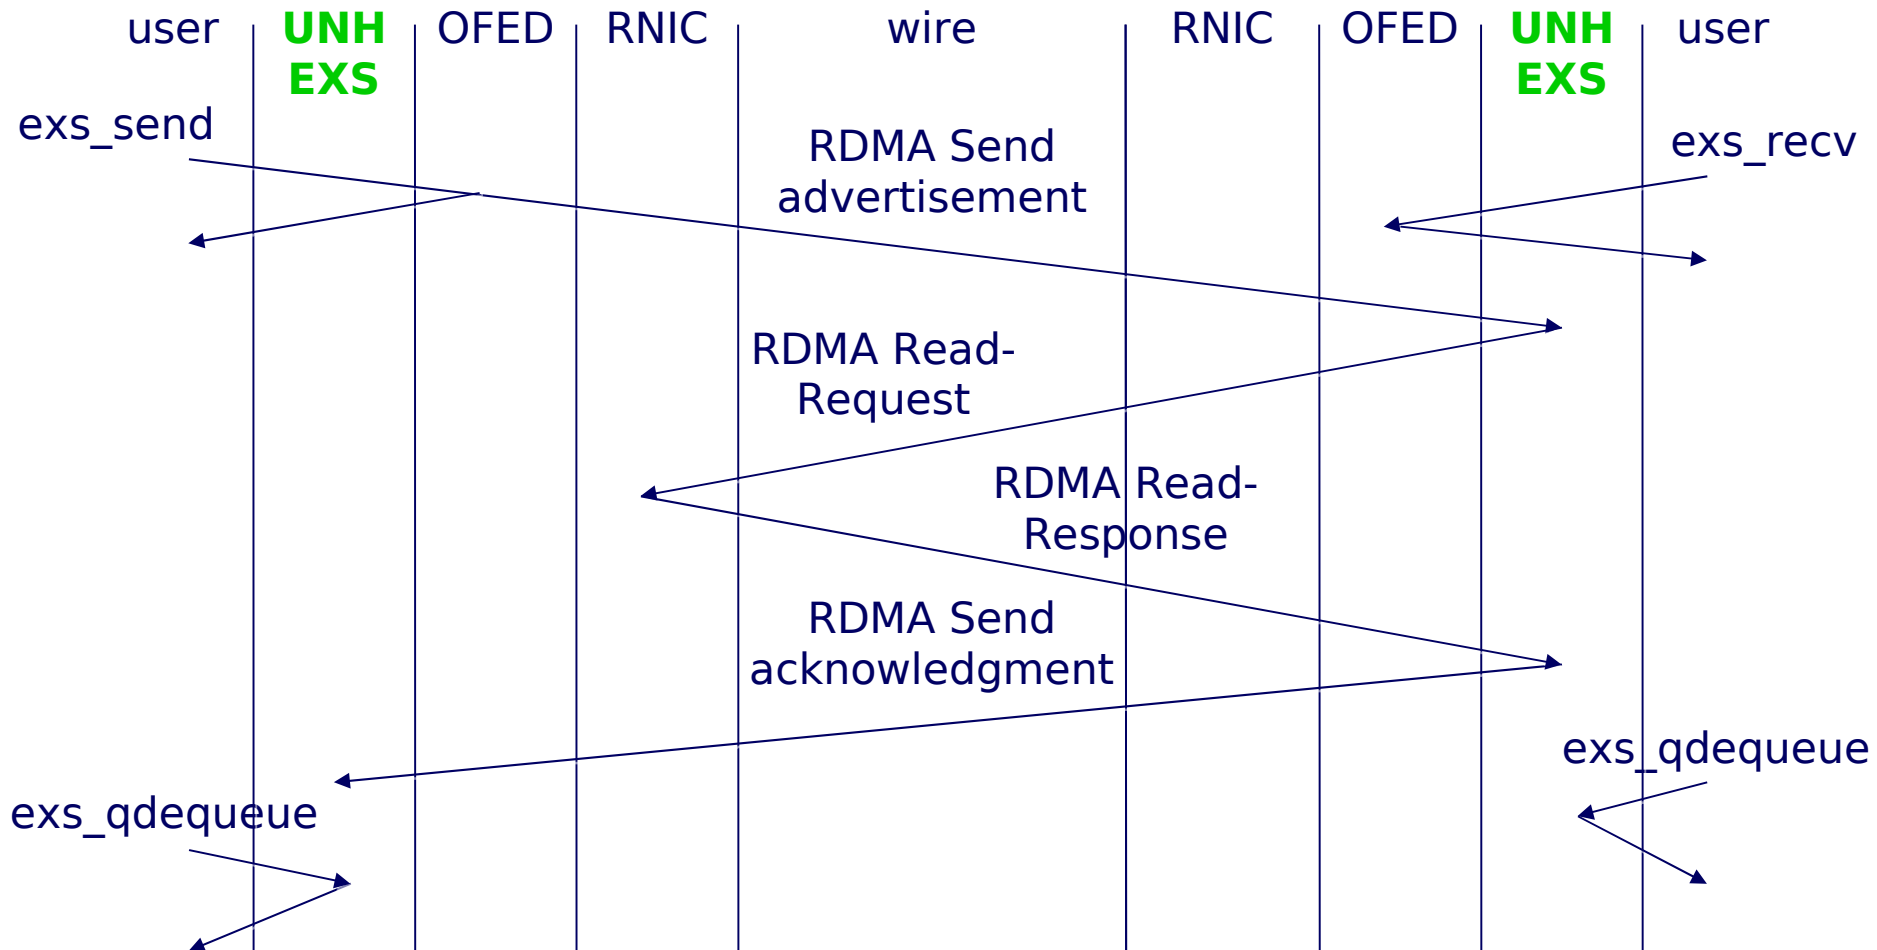 user
UNH
EXS
OFED
RNIC
wire
RNIC
OFED
UNH
EXS
user
exs_send
RDMA Send
advertisement
exs_recv
RDMA Read-
Request
RDMA Read-
Response
RDMA Send
acknowledgment
exs_qdequeue
exs_qdequeue